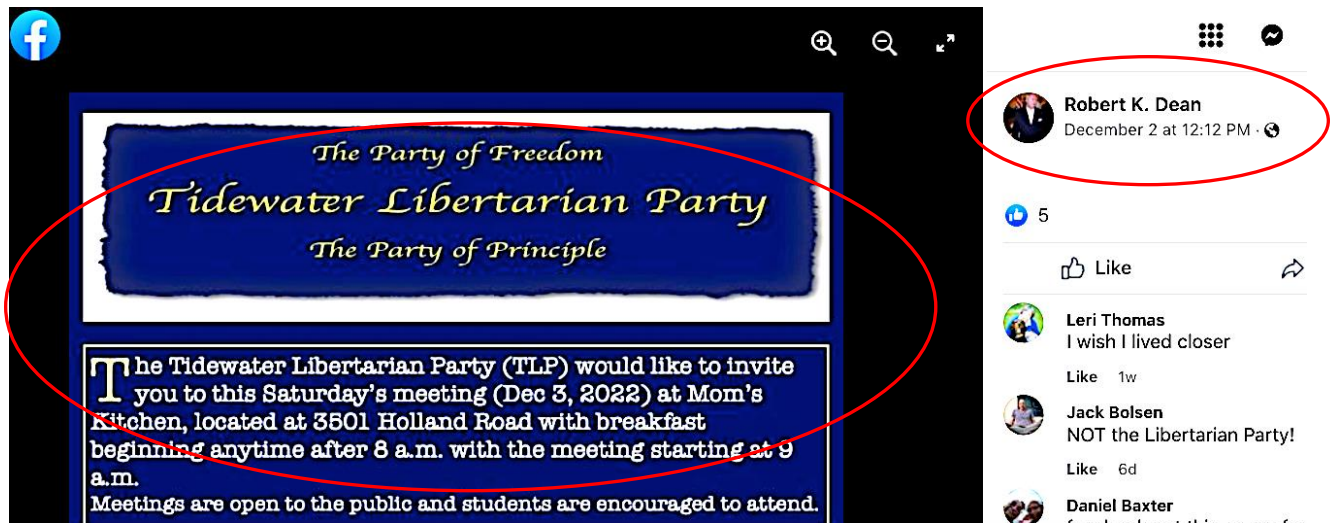 The Party of Freedom
Tidewater Libertarian Party
The Party of Principle
The Tidewater Libertarian Party (TLP) would like to invite
you to this Saturday's meeting (Dec 3, 2022) at Mom's
Kitchen, located at 3501 Holland Road with breakfast
beginning anytime after 8 a.m. with the meeting starting at 9
a.m.
Meetings are open to the public and students are encouraged to attend.
Robert K. Dean
December 2 at 12:12 PM ·
5
Like
Leri Thomas
I wish I lived closer
Like 1w
Jack Bolsen
NOT the Libertarian Party!
Like 6d
Daniel Baxter